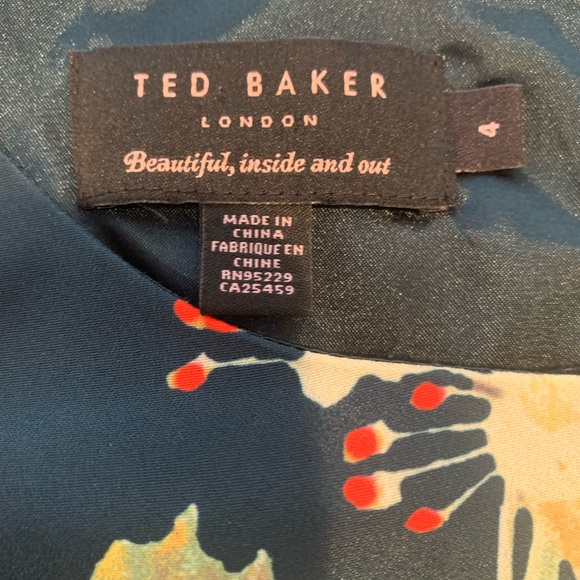 TED BAKER
LONDON
Beautiful, inside and out
4
MADE IN
CHINA
FABRIQUE EN
CHINE
RN95229
CA25459